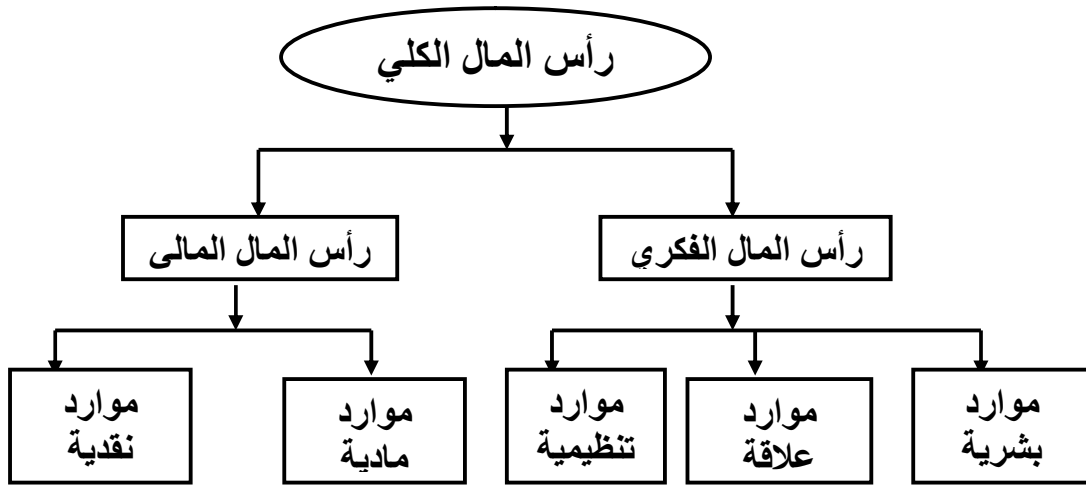 رأس المال الكلي
رأس المال الفكري
رأس المال المالى
موارد
بشرية
موارد
علاقة
موارد
تنظيمية
موارد
مادية
موارد
نقدية